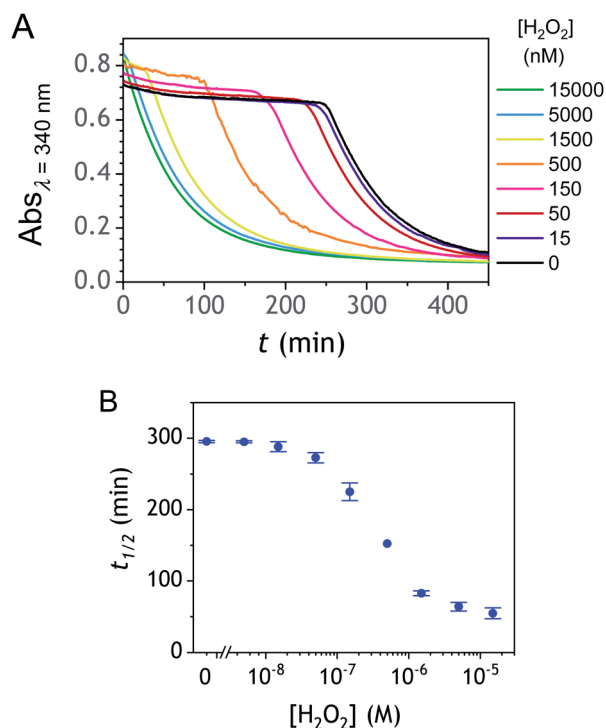 A
[H₂O₂]
(nM)
15000
5000
1500
500
150
50
15
0
Abs λ = 340 nm
0.8
0.6
0.4
0.2
0.0
0 100 200 300 400
t (min)
B
t₁/₂ (min)
300
200
100
0
0 10⁻⁸ 10⁻⁷ 10⁻⁶ 10⁻⁵
[H₂O₂] (M)